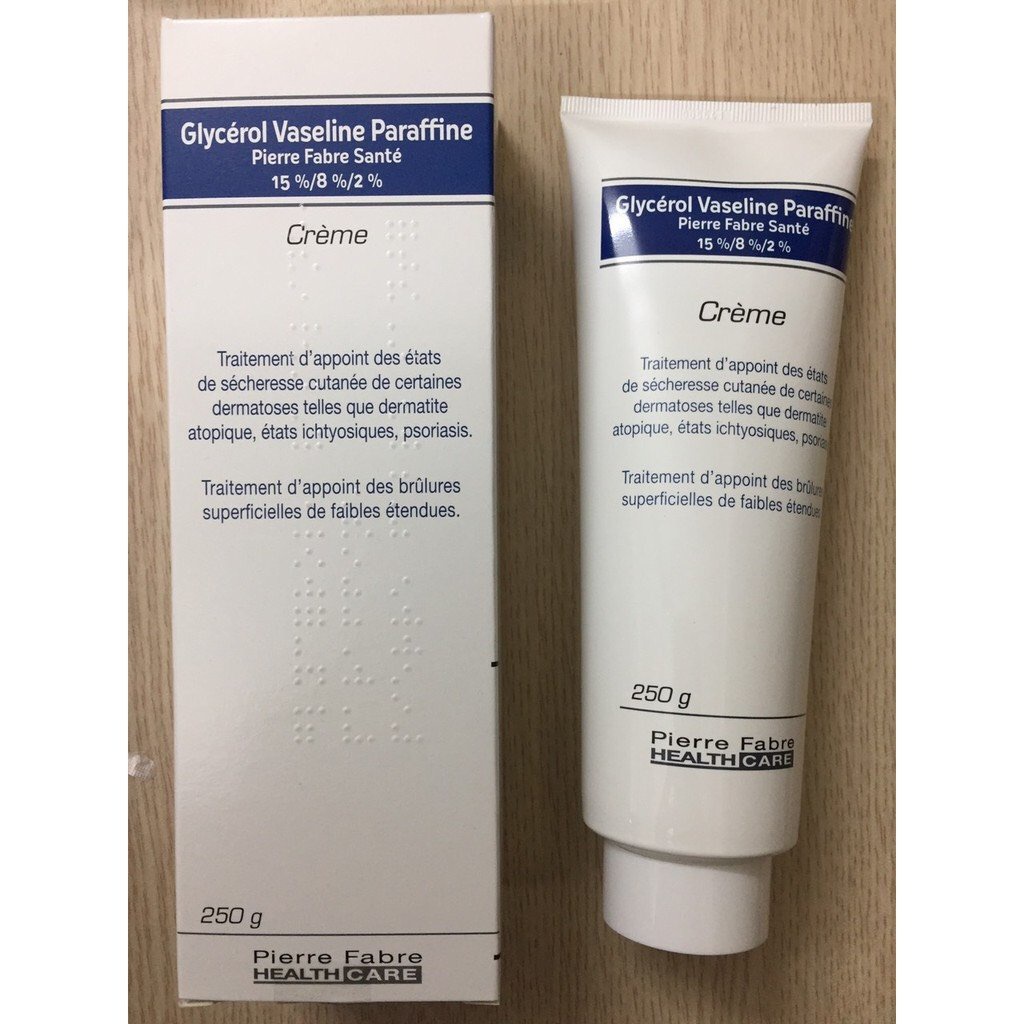 Glycérol Vaseline Paraffine
Pierre Fabre Santé
15 %/8 %/2 %
Crème
Traitement d'appoint des états
de sécheresse cutanée de certaines
dermatoses telles que dermatite
atopique, états ichtyosiques, psoriasis.
Traitement d'appoint des brûlures
superficielles de faibles étendues.
250 g
Pierre Fabre
HEALTH CARE
Glycérol Vaseline Paraffine
Pierre Fabre Santé
15 %/8 %/2 %
Crème
Traitement d'appoint des états
de sécheresse cutanée de certaines
dermatoses telles que dermatite
atopique, états ichtyosiques, psoriasis
Traitement d'appoint des brûlures
superficielles de faibles étendues.
250 g
Pierre Fabre
HEALTH CARE